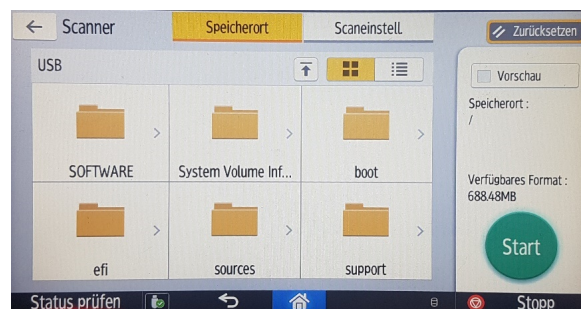 Scanner
Speicherort
Scaneinstell.
Zurücksetzen
USB
Vorschau
Speicherort :
/
SOFTWARE
System Volume Inf...
boot
Verfügbares Format :
688.48MB
efi
sources
support
Start
Status prüfen
Stopp